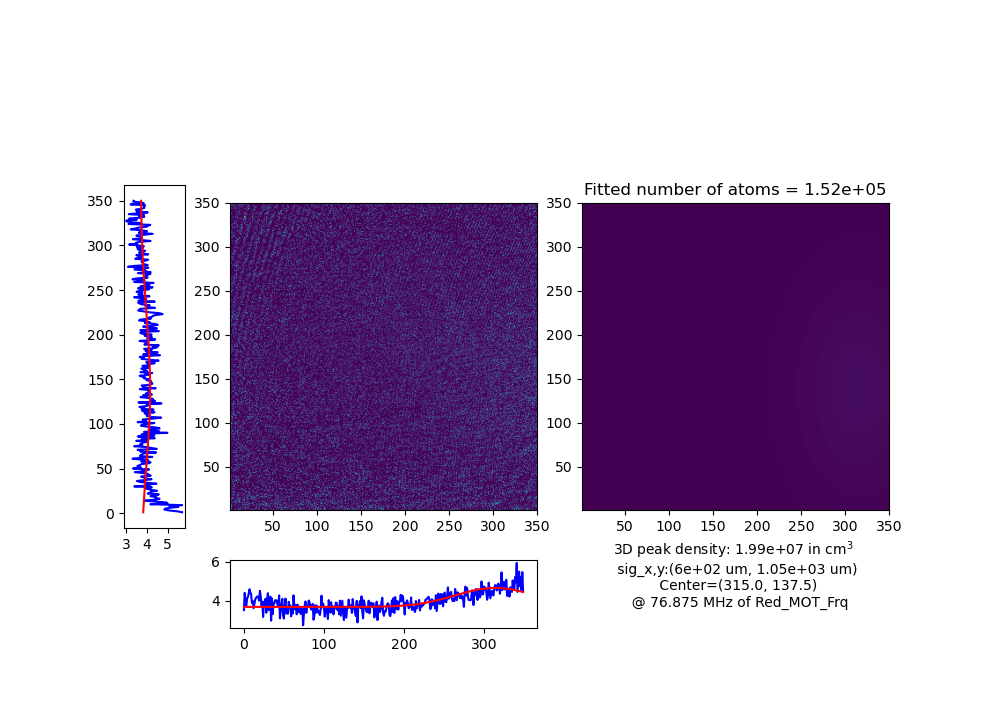 Fitted number of atoms = 1.52e+05
350
300
250
200
150
100
50
0
3 4 5
350
300
250
200
150
100
50
50 100 150 200 250 300 350
350
300
250
200
150
100
50
50 100 150 200 250 300 350
3D peak density: 1.99e+07 in cm³
sig_x,y:(6e+02 um, 1.05e+03 um)
Center=(315.0, 137.5)
@ 76.875 MHz of Red_MOT_Frq
6
4
0 100 200 300